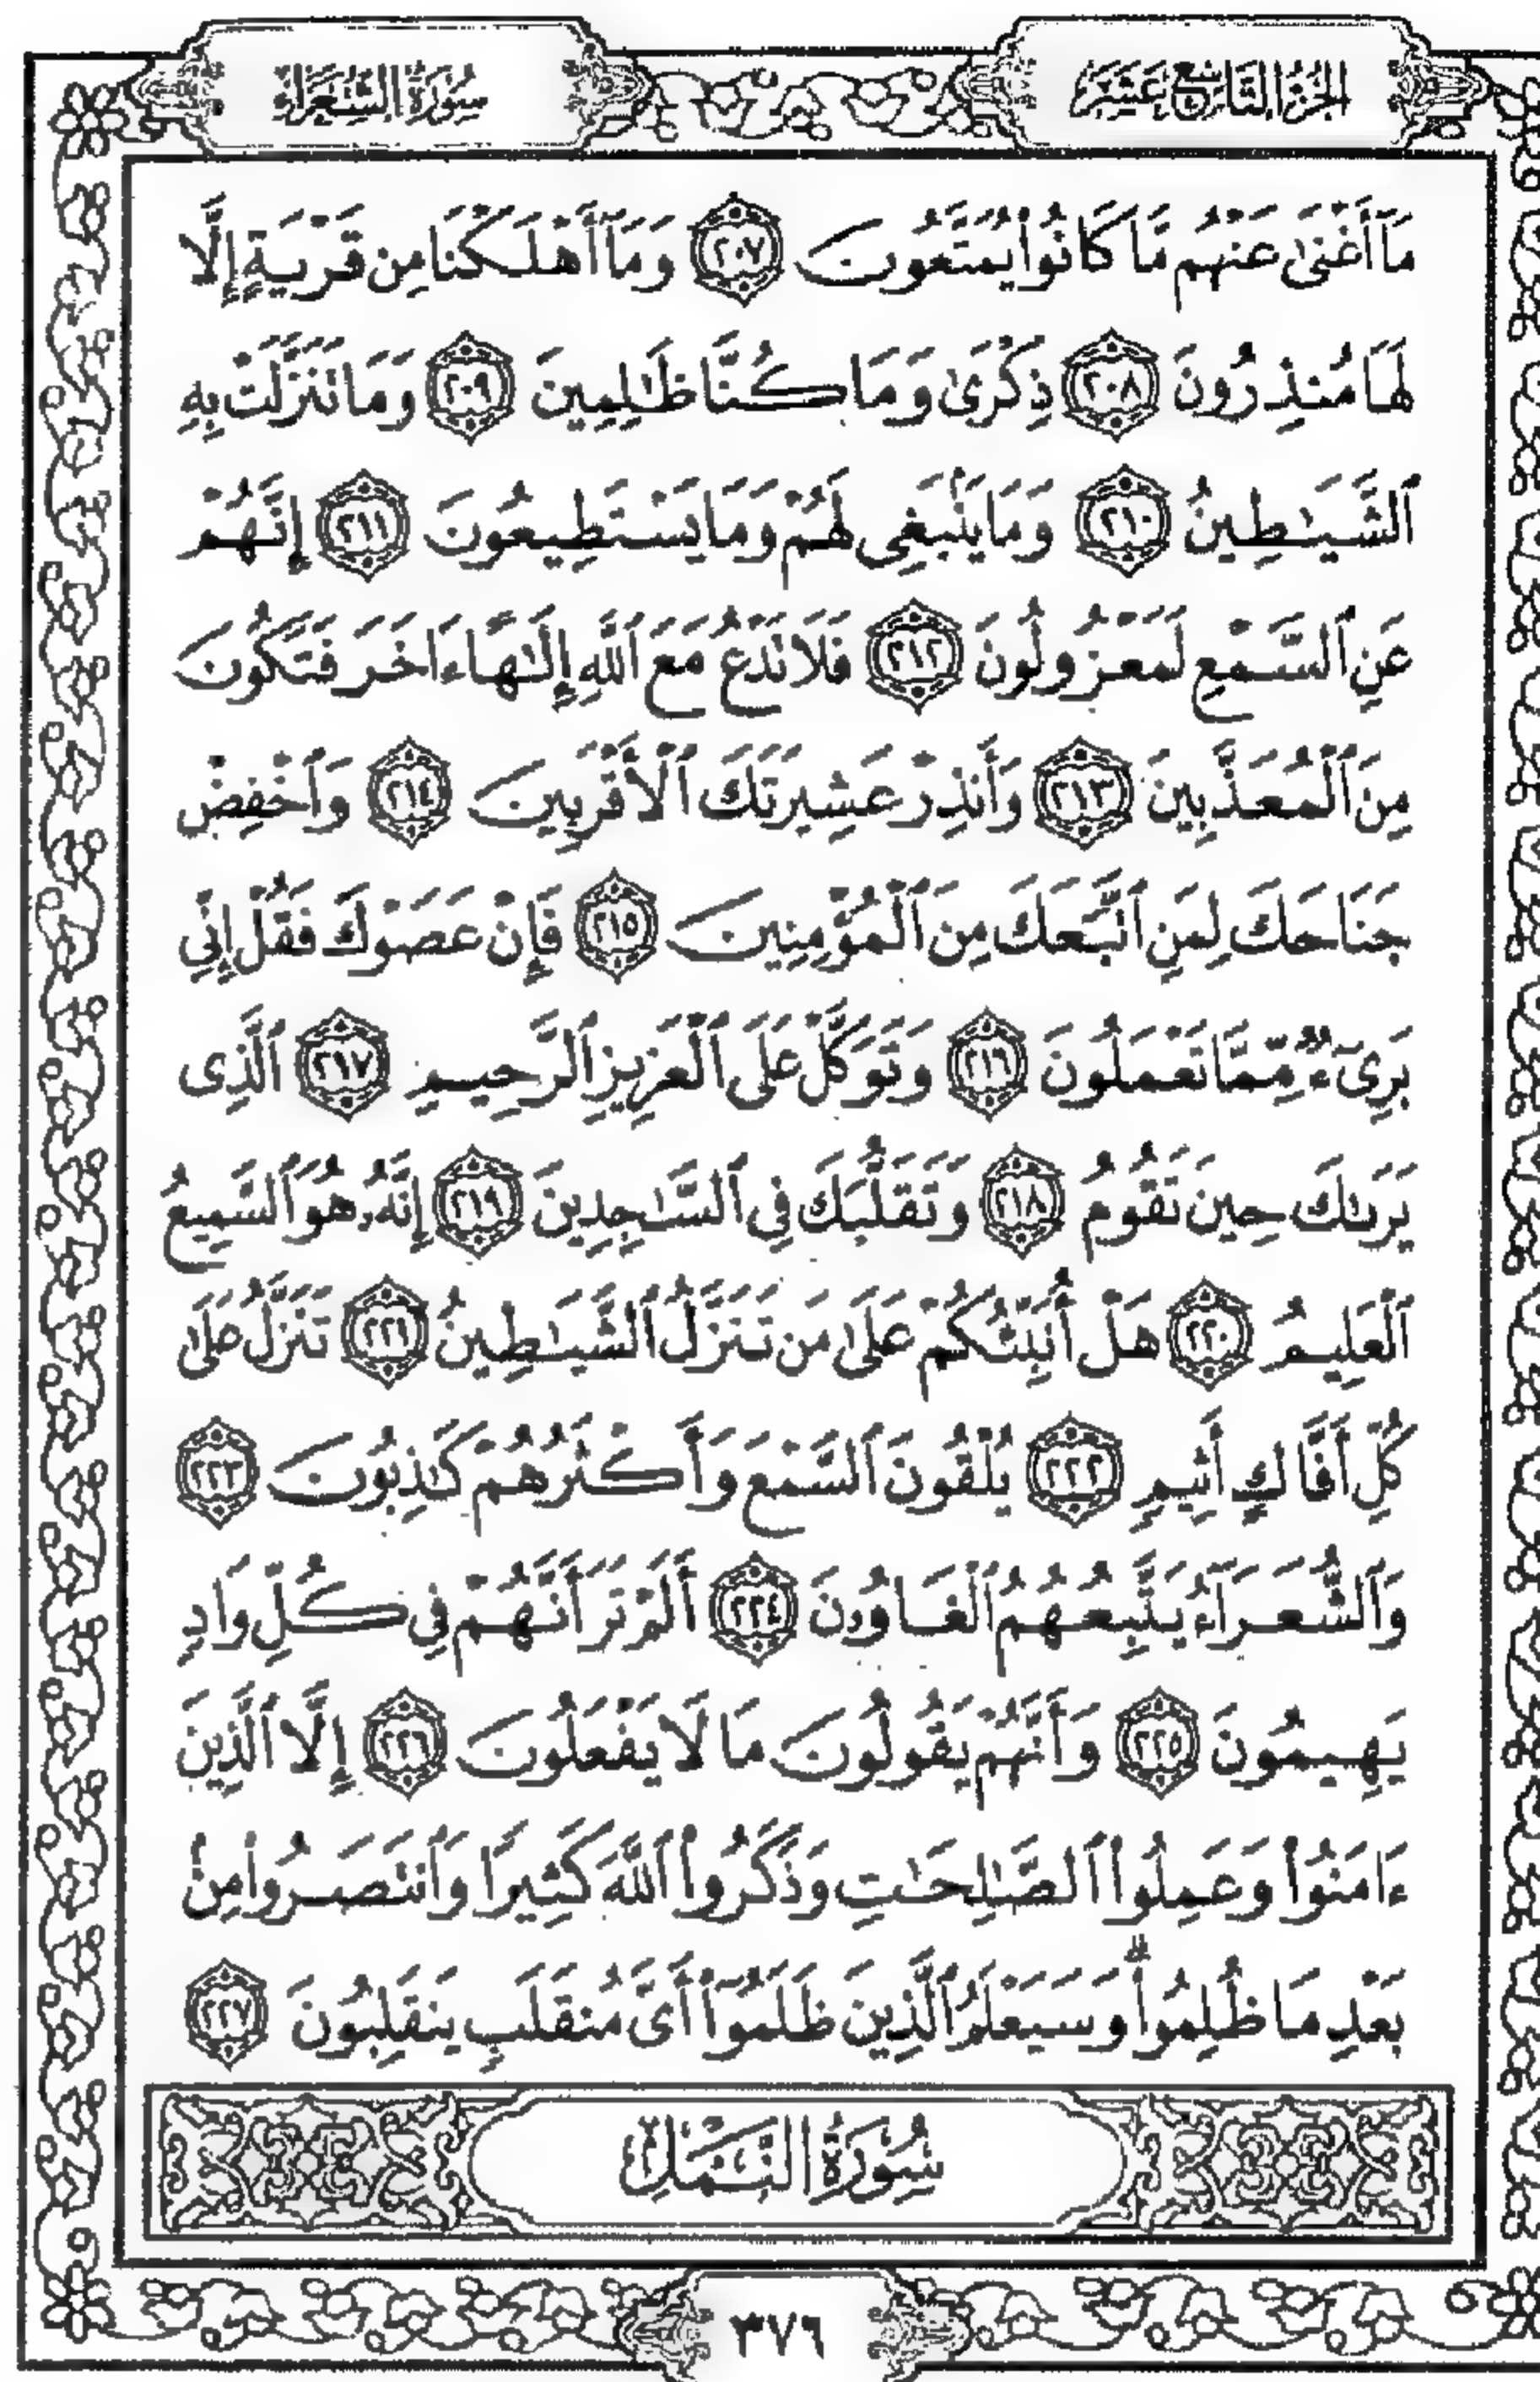 الجزء التاسع عشر
سورة الشعراء
مَآ أَغْنَىٰ عَنْهُم مَّا كَانُوا۟ يُمَتَّعُونَ ٢٠٧ وَمَآ أَهْلَكْنَا مِن قَرْيَةٍ إِلَّا
لَهَا مُنذِرُونَ ٢٠٨ ذِكْرَىٰ وَمَا كُنَّا ظَـٰلِمِينَ ٢٠٩ وَمَا تَنَزَّلَتْ بِهِ
ٱلشَّيَـٰطِينُ ٢١٠ وَمَا يَنۢبَغِى لَهُمْ وَمَا يَسْتَطِيعُونَ ٢١١ إِنَّهُمْ
عَنِ ٱلسَّمْعِ لَمَعْزُولُونَ ٢١٢ فَلَا تَدْعُ مَعَ ٱللَّهِ إِلَـٰهًا ءَاخَرَ فَتَكُونَ
مِنَ ٱلْمُعَذَّبِينَ ٢١٣ وَأَنذِرْ عَشِيرَتَكَ ٱلْأَقْرَبِينَ ٢١٤ وَٱخْفِضْ
جَنَاحَكَ لِمَنِ ٱتَّبَعَكَ مِنَ ٱلْمُؤْمِنِينَ ٢١٥ فَإِنْ عَصَوْكَ فَقُلْ إِنِّى
بَرِىٓءٌ مِّمَّا تَعْمَلُونَ ٢١٦ وَتَوَكَّلْ عَلَى ٱلْعَزِيزِ ٱلرَّحِيمِ ٢١٧ ٱلَّذِى
يَرَىٰكَ حِينَ تَقُومُ ٢١٨ وَتَقَلُّبَكَ فِى ٱلسَّـٰجِدِينَ ٢١٩ إِنَّهُۥ هُوَ ٱلسَّمِيعُ
ٱلْعَلِيمُ ٢٢٠ هَلْ أُنَبِّئُكُمْ عَلَىٰ مَن تَنَزَّلُ ٱلشَّيَـٰطِينُ ٢٢١ تَنَزَّلُ عَلَىٰ
كُلِّ أَفَّاكٍ أَثِيمٍ ٢٢٢ يُلْقُونَ ٱلسَّمْعَ وَأَكْثَرُهُمْ كَـٰذِبُونَ ٢٢٣
وَٱلشُّعَرَآءُ يَتَّبِعُهُمُ ٱلْغَاوُۥنَ ٢٢٤ أَلَمْ تَرَ أَنَّهُمْ فِى كُلِّ وَادٍ
يَهِيمُونَ ٢٢٥ وَأَنَّهُمْ يَقُولُونَ مَا لَا يَفْعَلُونَ ٢٢٦ إِلَّا ٱلَّذِينَ
ءَامَنُوا۟ وَعَمِلُوا۟ ٱلصَّـٰلِحَـٰتِ وَذَكَرُوا۟ ٱللَّهَ كَثِيرًا وَٱنتَصَرُوا۟ مِنۢ
بَعْدِ مَا ظُلِمُوا۟ ۗ وَسَيَعْلَمُ ٱلَّذِينَ ظَلَمُوٓا۟ أَىَّ مُنقَلَبٍ يَنقَلِبُونَ ٢٢٧
سُورَةُ النَّمْلِ
٣٧٦